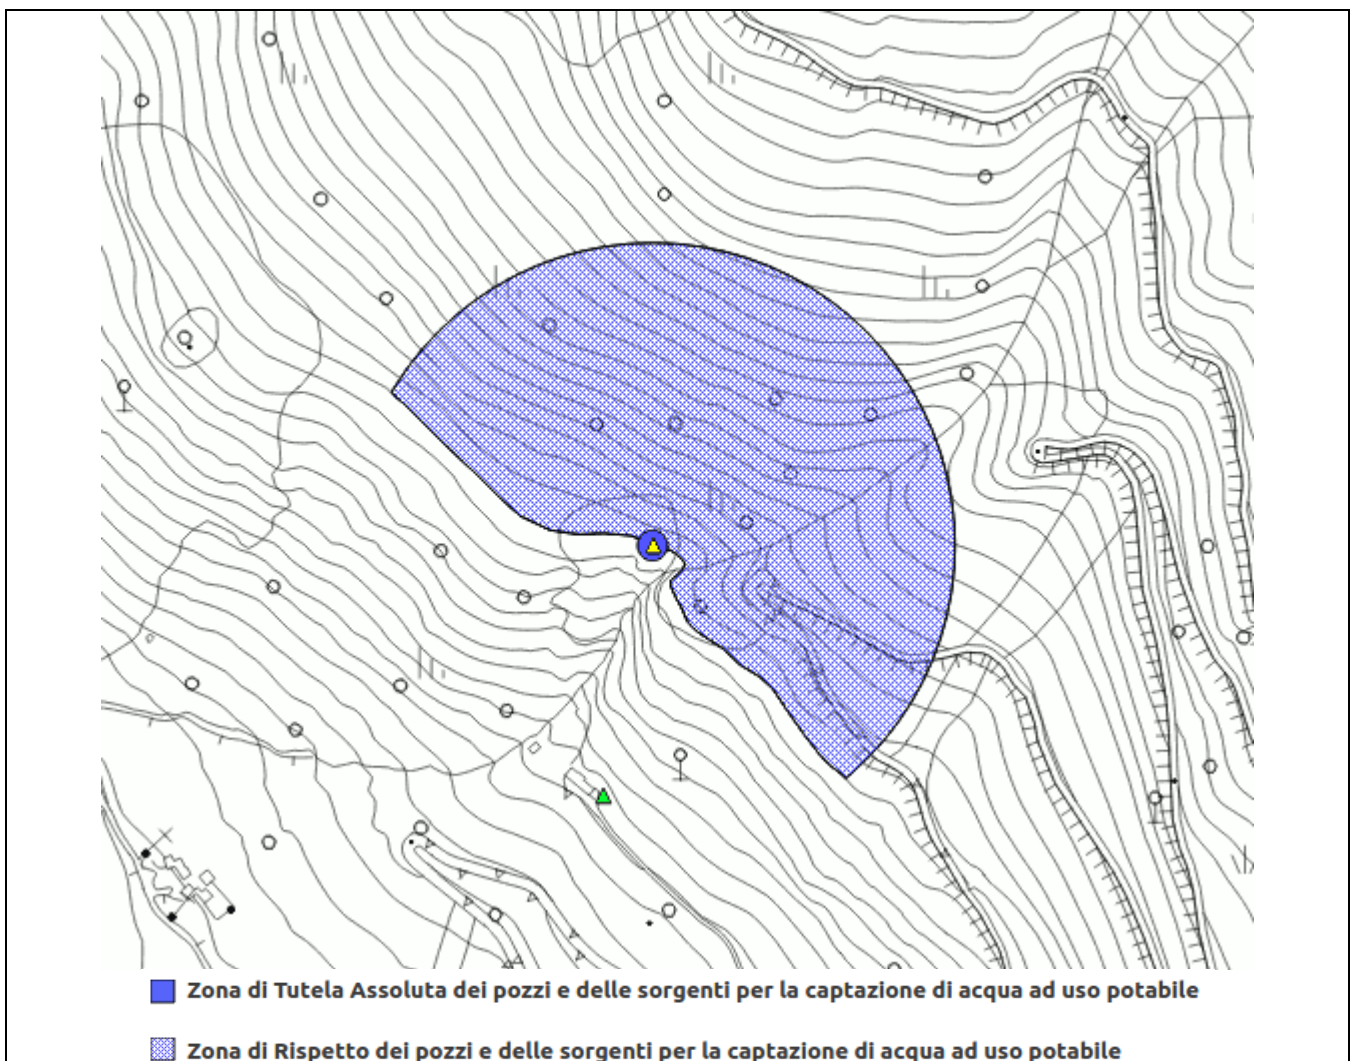 Zona di Tutela Assoluta dei pozzi e delle sorgenti per la captazione di acqua ad uso potabile
Zona di Rispetto dei pozzi e delle sorgenti per la captazione di acqua ad uso potabile